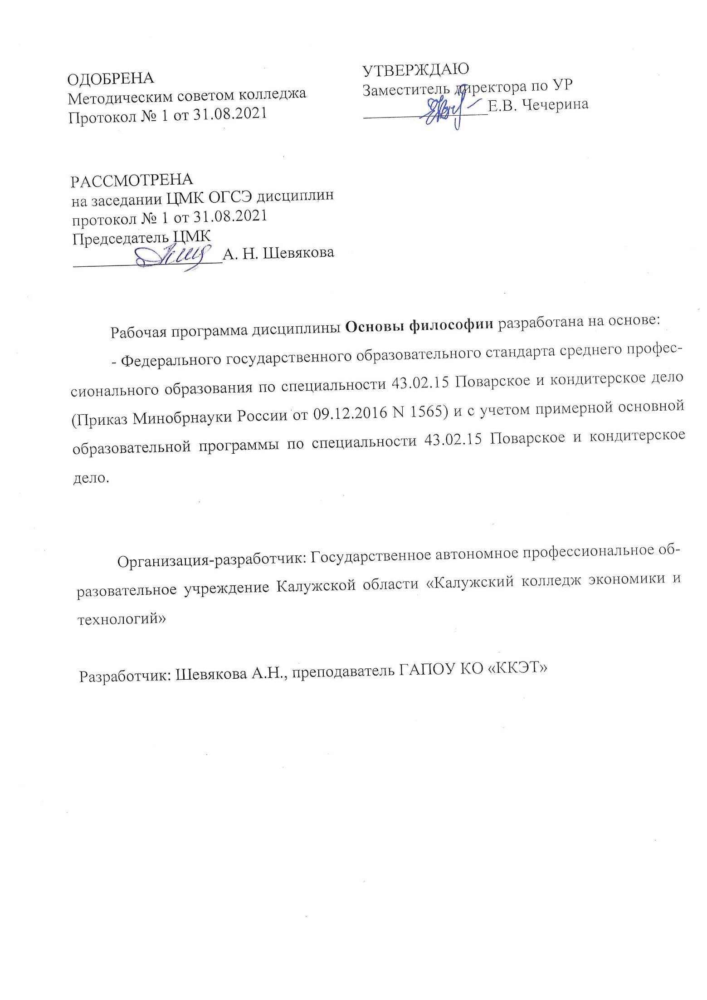 ОДОБРЕНА
Методическим советом колледжа
Протокол № 1 от 31.08.2021
УТВЕРЖДАЮ
Заместитель директора по УР
Е.В. Чечерина
РАССМОТРЕНА
на заседании ЦМК ОГСЭ дисциплин
протокол № 1 от 31.08.2021
Председатель ЦМК
А. Н. Шевякова
Рабочая программа дисциплины Основы философии разработана на основе:
- Федерального государственного образовательного стандарта среднего профес-
сионального образования по специальности 43.02.15 Поварское и кондитерское дело
(Приказ Минобрнауки России от 09.12.2016 N 1565) и с учетом примерной основной
образовательной программы по специальности 43.02.15 Поварское и кондитерское
дело.
Организация-разработчик: Государственное автономное профессиональное об-
разовательное учреждение Калужской области «Калужский колледж экономики и
технологий»
Разработчик: Шевякова А.Н., преподаватель ГАПОУ КО «ККЭТ»